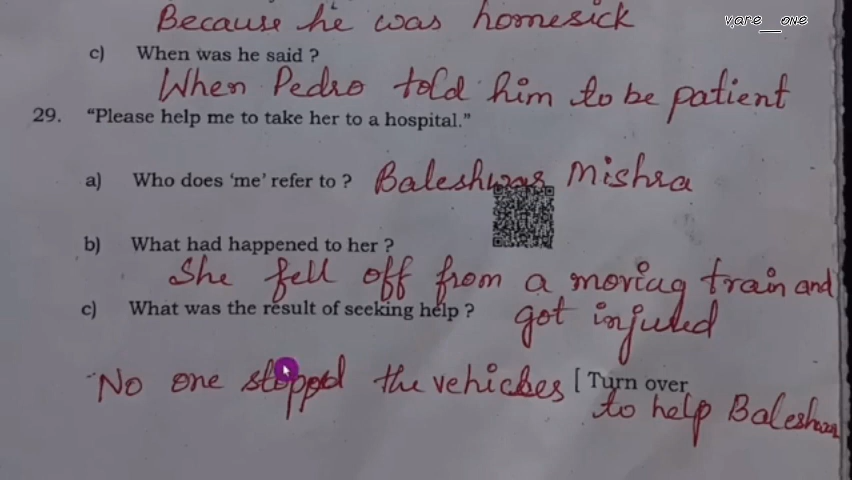 vare__one
Because he was homesick
c) When was he said ?
When Pedro told him to be patient
29. "Please help me to take her to a hospital."
a) Who does 'me' refer to ? Baleshwar Mishra
b) What had happened to her ?
She fell off from a moving train and
c) What was the result of seeking help ? got injured
No one stopped the vehicles [ Turn over
to help Baleshwar